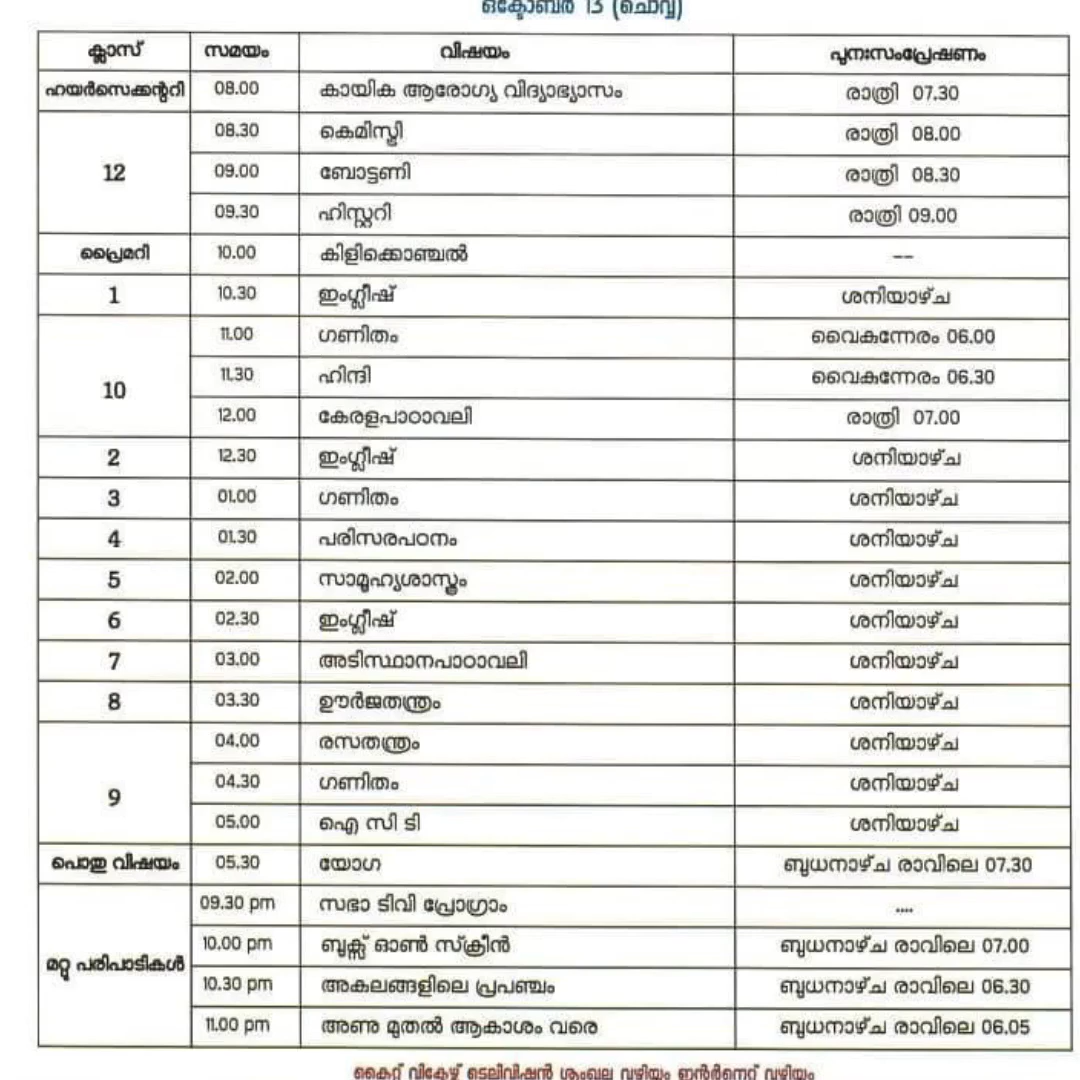 ഒക്ടോബർ 13 (ചൊവ്വ)
ക്ലാസ് സമയം വിഷയം പുനഃസംപ്രേഷണം
ഹയർസെക്കന്ററി 08.00 കായിക ആരോഗ്യ വിദ്യാഭ്യാസം രാത്രി 07.30
12 08.30 കെമിസ്ട്രി രാത്രി 08.00
09.00 ബോട്ടണി രാത്രി 08.30
09.30 ഹിസ്റ്ററി രാത്രി 09.00
പ്രൈമറി 10.00 കിളിക്കൊഞ്ചൽ --
1 10.30 ഇംഗ്ലീഷ് ശനിയാഴ്ച
10 11.00 ഗണിതം വൈകുന്നേരം 06.00
11.30 ഹിന്ദി വൈകുന്നേരം 06.30
12.00 കേരളപാഠാവലി രാത്രി 07.00
2 12.30 ഇംഗ്ലീഷ് ശനിയാഴ്ച
3 01.00 ഗണിതം ശനിയാഴ്ച
4 01.30 പരിസരപഠനം ശനിയാഴ്ച
5 02.00 സാമൂഹ്യശാസ്ത്രം ശനിയാഴ്ച
6 02.30 ഇംഗ്ലീഷ് ശനിയാഴ്ച
7 03.00 അടിസ്ഥാനപാഠാവലി ശനിയാഴ്ച
8 03.30 ഊർജതന്ത്രം ശനിയാഴ്ച
9 04.00 രസതന്ത്രം ശനിയാഴ്ച
04.30 ഗണിതം ശനിയാഴ്ച
05.00 ഐ സി ടി ശനിയാഴ്ച
പൊതു വിഷയം 05.30 യോഗ ബുധനാഴ്ച രാവിലെ 07.30
മറ്റു പരിപാടികൾ 09.30 pm സഭാ ടിവി പ്രോഗ്രാം ....
10.00 pm ബുക്സ് ഓൺ സ്ക്രീൻ ബുധനാഴ്ച രാവിലെ 07.00
10.30 pm അകലങ്ങളിലെ പ്രപഞ്ചം ബുധനാഴ്ച രാവിലെ 06.30
11.00 pm അണു മുതൽ ആകാശം വരെ ബുധനാഴ്ച രാവിലെ 06.05
കൈറ്റ് വിക്ടേഴ്സ് ടെലിവിഷൻ ശൃംഖല വഴിയും ഇന്റർനെറ്റ് വഴിയും